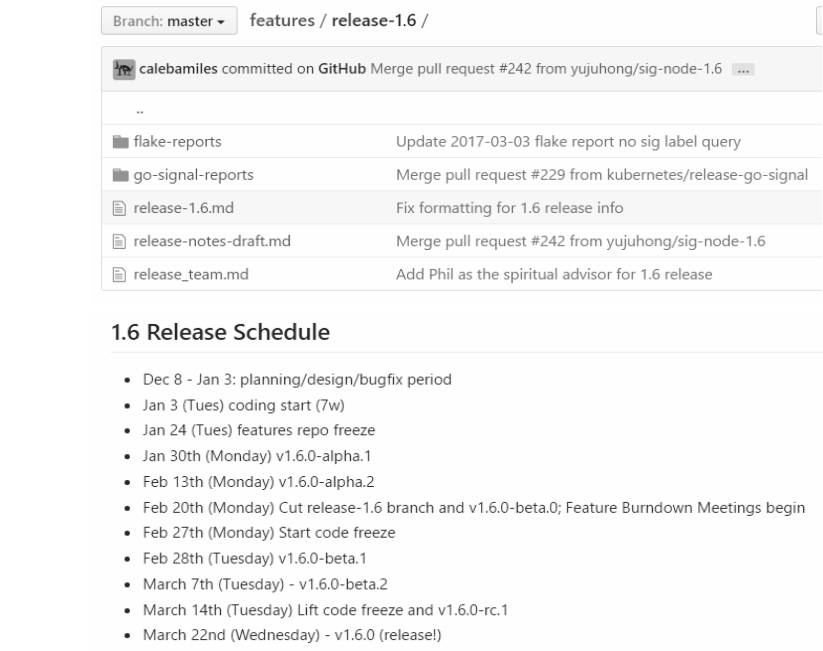 Branch: master
features / release-1.6 /
calebamiles committed on GitHub Merge pull request #242 from yujuhong/sig-node-1.6 ...
..
flake-reports Update 2017-03-03 flake report no sig label query
go-signal-reports Merge pull request #229 from kubernetes/release-go-signal
release-1.6.md Fix formatting for 1.6 release info
release-notes-draft.md Merge pull request #242 from yujuhong/sig-node-1.6
release_team.md Add Phil as the spiritual advisor for 1.6 release
1.6 Release Schedule
• Dec 8 - Jan 3: planning/design/bugfix period
• Jan 3 (Tues) coding start (7w)
• Jan 24 (Tues) features repo freeze
• Jan 30th (Monday) v1.6.0-alpha.1
• Feb 13th (Monday) v1.6.0-alpha.2
• Feb 20th (Monday) Cut release-1.6 branch and v1.6.0-beta.0; Feature Burndown Meetings begin
• Feb 27th (Monday) Start code freeze
• Feb 28th (Tuesday) v1.6.0-beta.1
• March 7th (Tuesday) - v1.6.0-beta.2
• March 14th (Tuesday) Lift code freeze and v1.6.0-rc.1
• March 22nd (Wednesday) - v1.6.0 (release!)